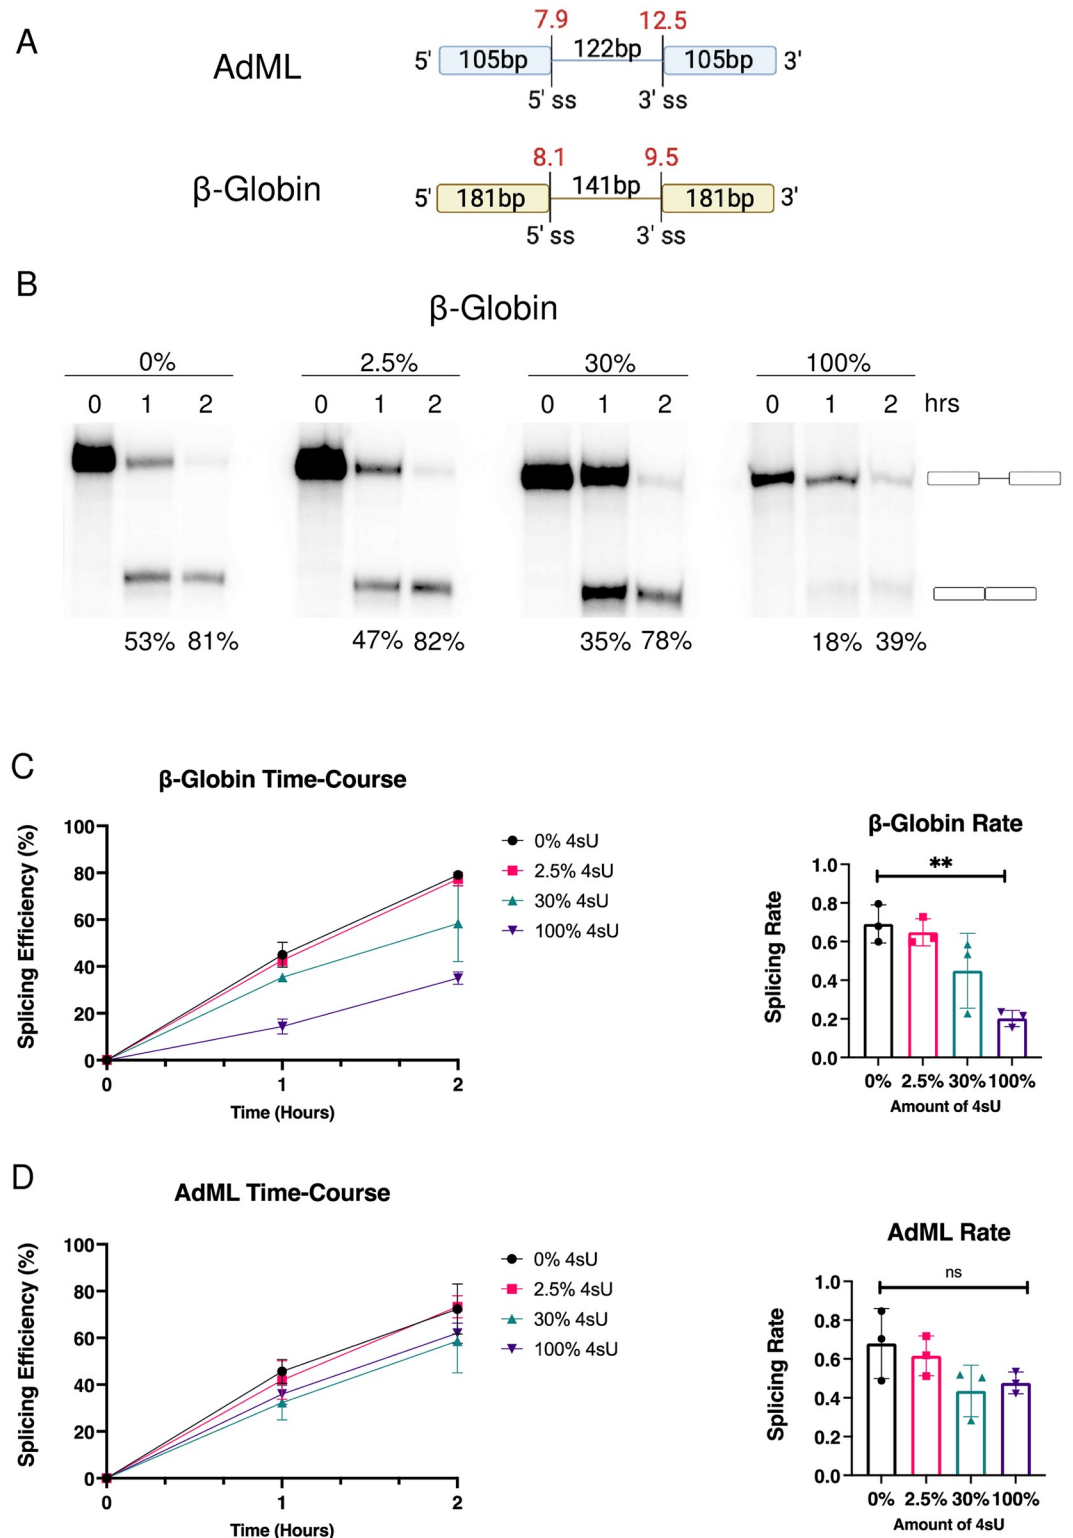 A
AdML
7.9 12.5
5' 105bp 122bp 105bp 3'
5' ss 3' ss
β-Globin
8.1 9.5
5' 181bp 141bp 181bp 3'
5' ss 3' ss
B
β-Globin
0% 2.5% 30% 100%
0 1 2 0 1 2 0 1 2 0 1 2 hrs
53% 81% 47% 82% 35% 78% 18% 39%
C
β-Globin Time-Course
Splicing Efficiency (%)
100
80
60
40
20
0
0 1 2
Time (Hours)
0% 4sU
2.5% 4sU
30% 4sU
100% 4sU
β-Globin Rate
**
Splicing Rate
1.0
0.8
0.6
0.4
0.2
0.0
0% 2.5% 30% 100%
Amount of 4sU
D
AdML Time-Course
Splicing Efficiency (%)
100
80
60
40
20
0
0 1 2
Time (Hours)
0% 4sU
2.5% 4sU
30% 4sU
100% 4sU
AdML Rate
ns
Splicing Rate
1.0
0.8
0.6
0.4
0.2
0.0
0% 2.5% 30% 100%
Amount of 4sU